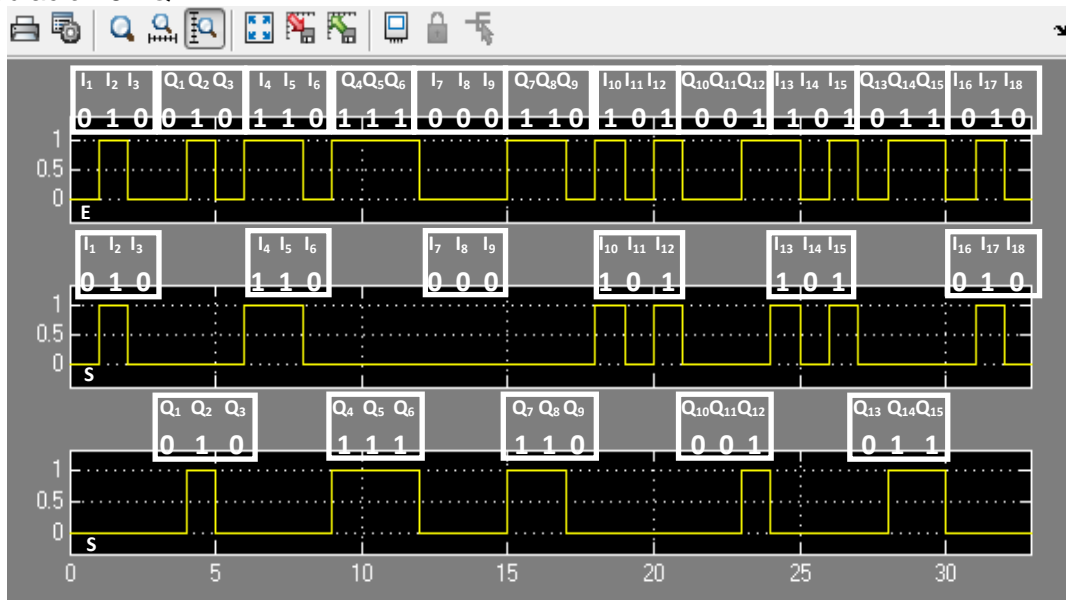 I₁ I₂ I₃ Q₁ Q₂ Q₃ I₄ I₅ I₆ Q₄Q₅Q₆ I₇ I₈ I₉ Q₇Q₈Q₉ I₁₀ I₁₁ I₁₂ Q₁₀Q₁₁Q₁₂ I₁₃ I₁₄ I₁₅ Q₁₃Q₁₄Q₁₅ I₁₆ I₁₇ I₁₈
0 1 0 0 1 0 1 1 0 1 1 1 0 0 0 1 1 0 1 0 1 0 0 1 1 0 1 0 1 1 0 1 0
1
0.5
0
E
I₁ I₂ I₃ I₄ I₅ I₆ I₇ I₈ I₉ I₁₀ I₁₁ I₁₂ I₁₃ I₁₄ I₁₅ I₁₆ I₁₇ I₁₈
0 1 0 1 1 0 0 0 0 1 0 1 1 0 1 0 1 0
1
0.5
0
S
Q₁ Q₂ Q₃ Q₄ Q₅ Q₆ Q₇ Q₈ Q₉ Q₁₀Q₁₁Q₁₂ Q₁₃ Q₁₄Q₁₅
0 1 0 1 1 1 1 1 0 0 0 1 0 1 1
1
0.5
0
S
0 5 10 15 20 25 30